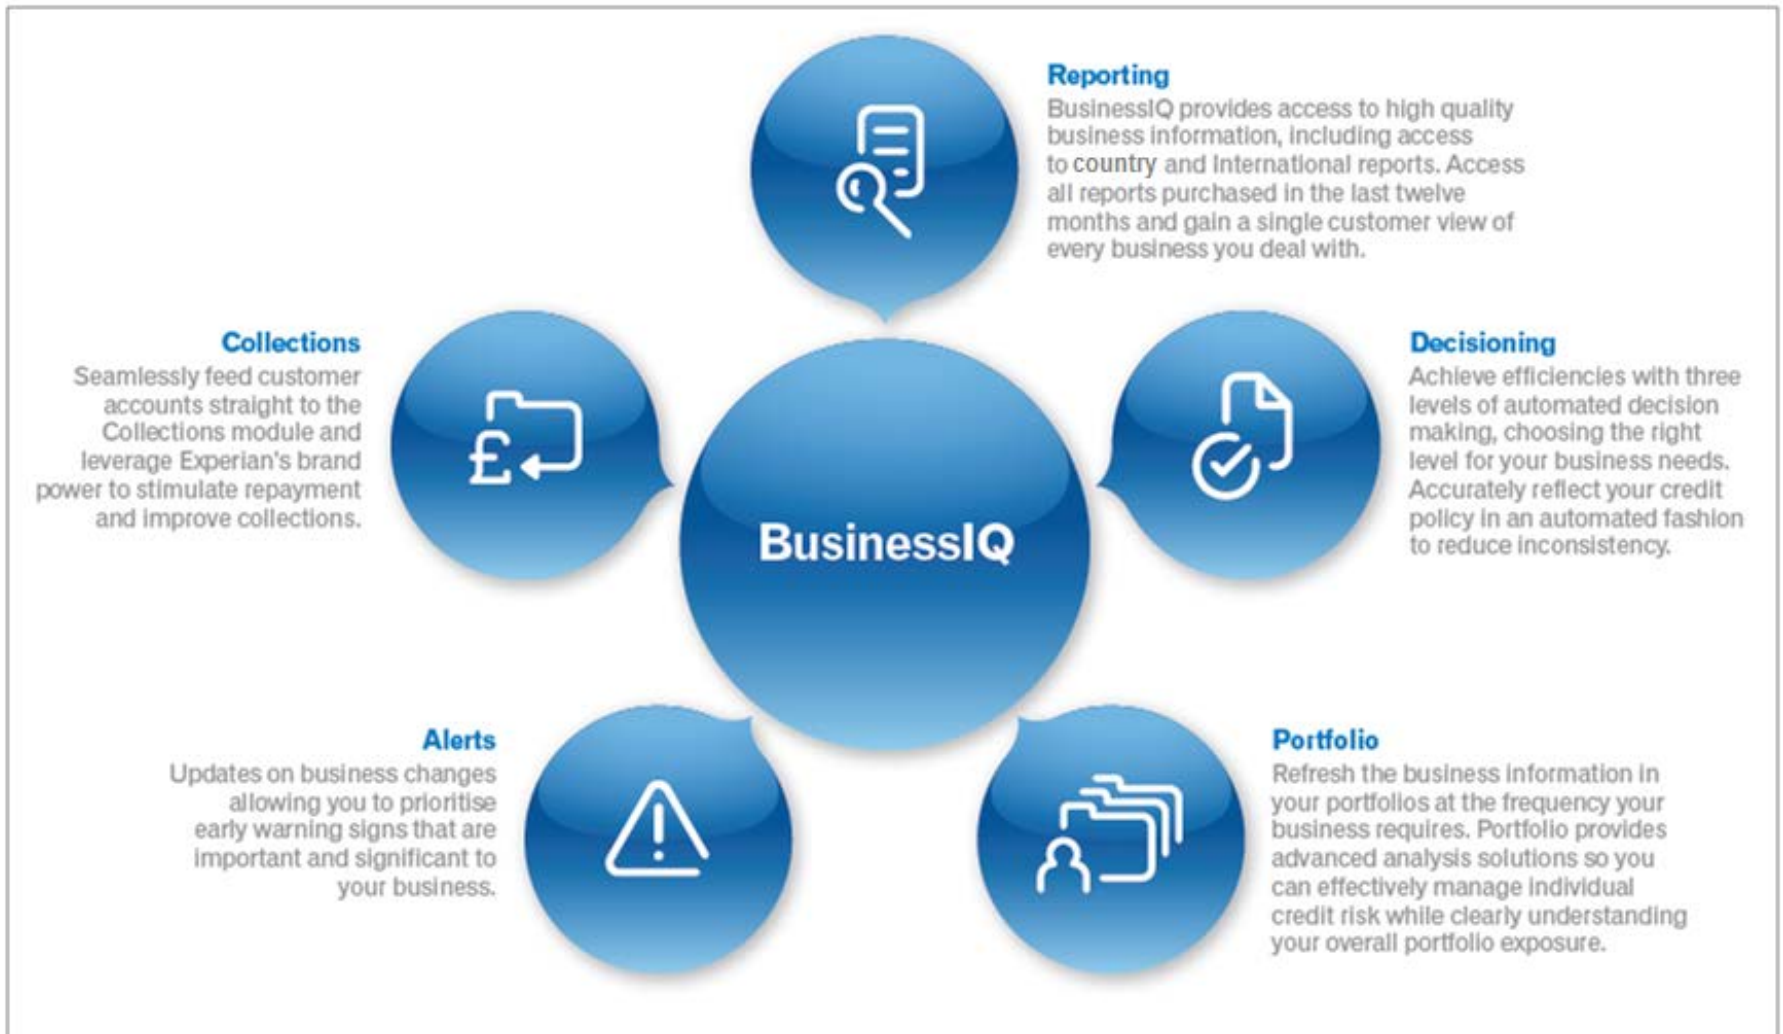 Reporting
BusinessIQ provides access to high quality
business information, including access
to country and International reports. Access
all reports purchased in the last twelve
months and gain a single customer view of
every business you deal with.
Collections
Seamlessly feed customer
accounts straight to the
Collections module and
leverage Experian's brand
power to stimulate repayment
and improve collections.
£
Decisioning
Achieve efficiencies with three
levels of automated decision
making, choosing the right
level for your business needs.
Accurately reflect your credit
policy in an automated fashion
to reduce inconsistency.
BusinessIQ
Alerts
Updates on business changes
allowing you to prioritise
early warning signs that are
important and significant to
your business.
!
Portfolio
Refresh the business information in
your portfolios at the frequency your
business requires. Portfolio provides
advanced analysis solutions so you
can effectively manage individual
credit risk while clearly understanding
your overall portfolio exposure.